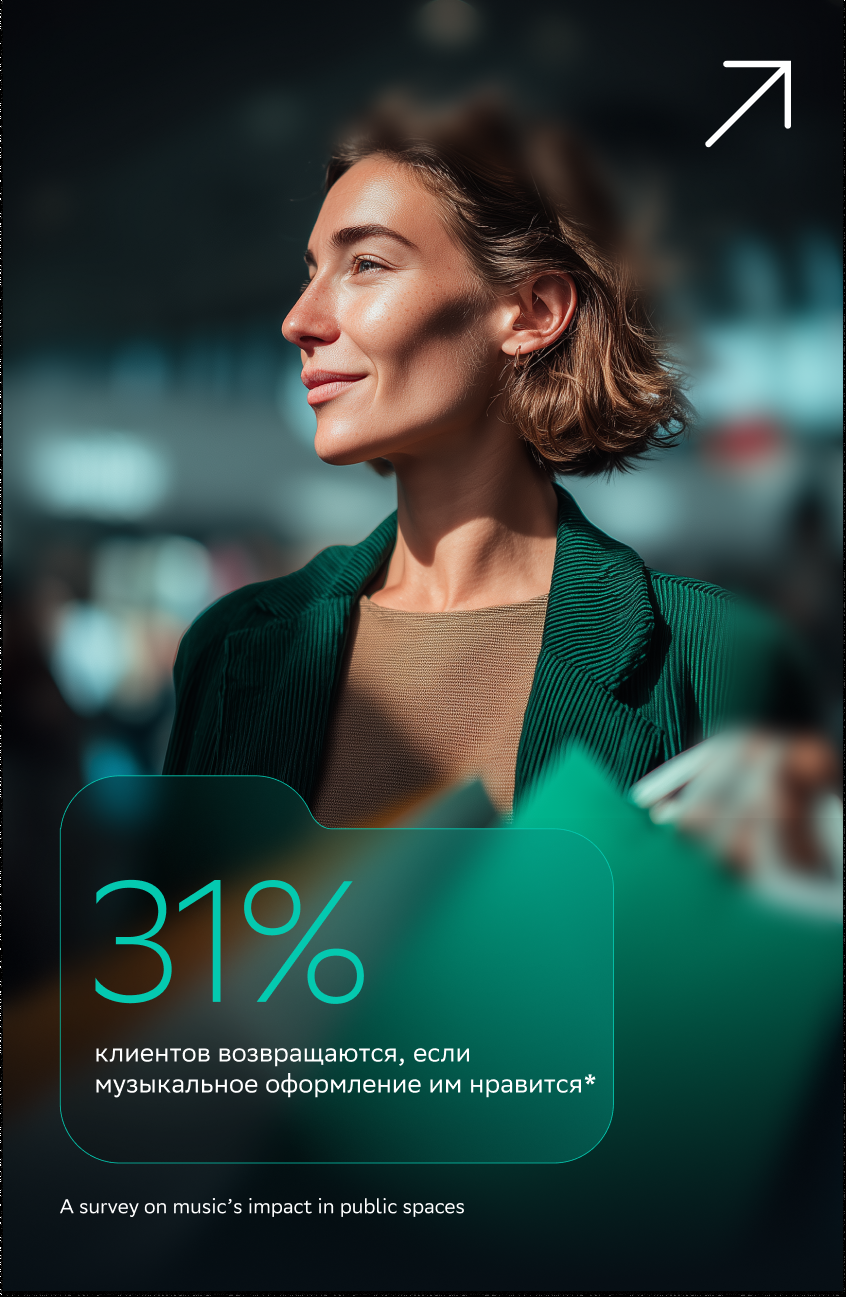 31%
клиентов возвращаются, если
музыкальное оформление им нравится*
A survey on music’s impact in public spaces